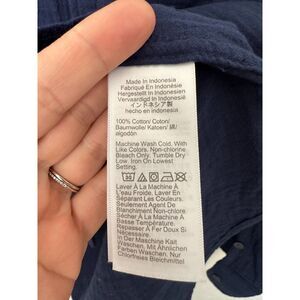 Made In Indonesia
Fabriqué En Indonésie
Hergestellt In Indonesien
Vervaardigd In Indonesië
インドネシア製
100% Cotton/ Coton/
Baumwolle/ Katoen/ 綿/
algodón
Machine Wash Cold. With
Like Colors. Non-chlorine
Bleach Only. Tumble Dry
Low. Iron On Lowest
Setting.
Laver À La Machine À
L'eau Froide. Laver En
Séparant Les Couleurs.
Seulement Agent De
Blanchiment Non Chloré.
Sécher À La Machine À
Basse Température.
Repasser À Fer Doux Si
Nécessaire.
In Der Maschine Kalt
Waschen. Mit Ähnlichen
Farben Waschen. Nur
Chlorfreies Bleichmittel